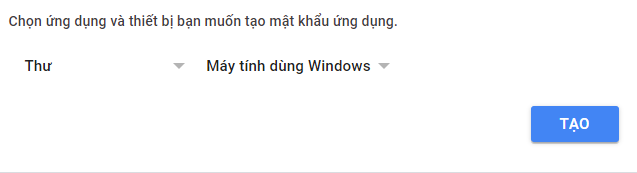 Chọn ứng dụng và thiết bị bạn muốn tạo mật khẩu ứng dụng.
Thư Máy tính dùng Windows
TẠO